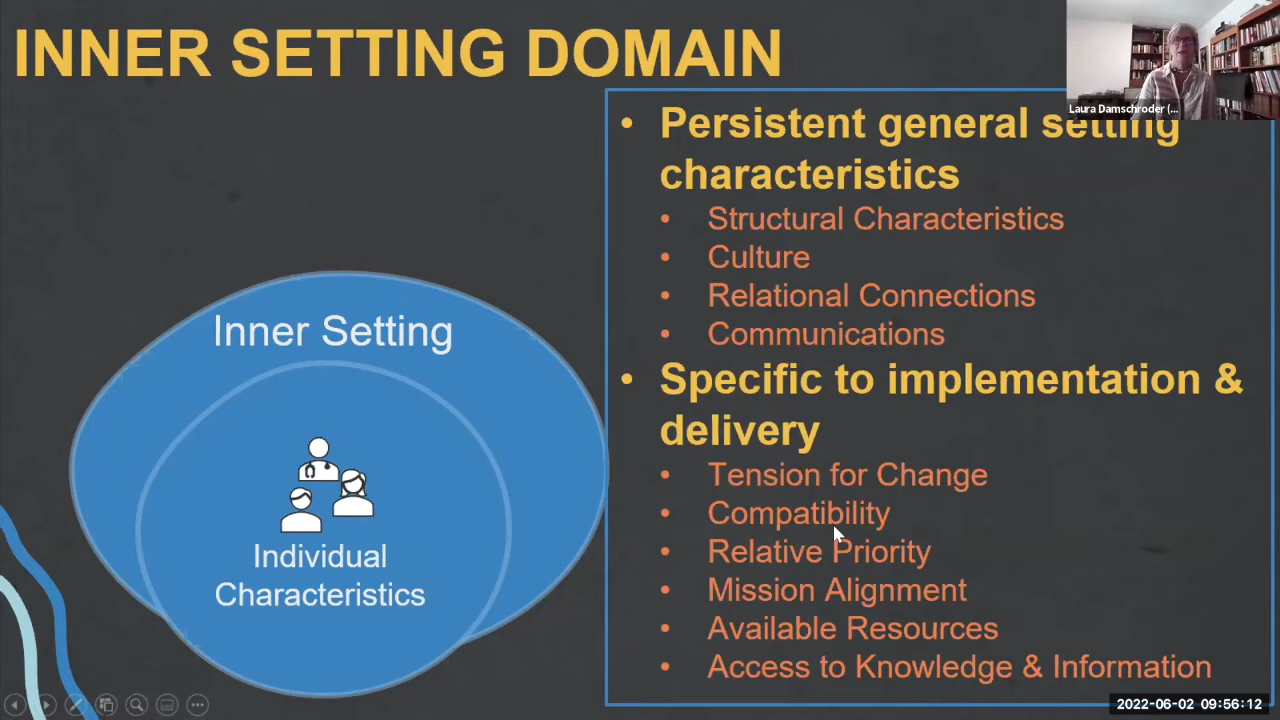 INNER SETTING DOMAIN
Laura Damschroder (...
• Persistent general setting
characteristics
• Structural Characteristics
• Culture
• Relational Connections
• Communications
• Specific to implementation &
delivery
• Tension for Change
• Compatibility
• Relative Priority
• Mission Alignment
• Available Resources
• Access to Knowledge & Information
Inner Setting
Individual
Characteristics
2022-06-02 09:56:12